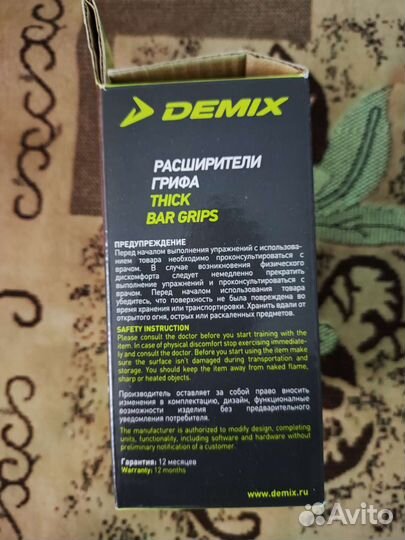 DEMIX
РАСШИРИТЕЛИ
ГРИФА
THICK
BAR GRIPS
ПРЕДУПРЕЖДЕНИЕ
Перед началом выполнения упражнений с использова-
нием товара необходимо проконсультироваться с
врачом. В случае возникновения физического
дискомфорта следует немедленно прекратить
выполнение упражнений и проконсультироваться с
врачом. Перед началом использования товара
убедитесь, что поверхность не была повреждена во
время хранения или транспортировки. Хранить вдали от
открытого огня, острых или раскаленных предметов.
SAFETY INSTRUCTION
Please consult the doctor before you start training with the
item. In case of physical discomfort stop exercising immediate-
ly and consult the doctor. Before you start using the item make
sure the surface isn't damaged during transportation and
storage. You should keep the item away from naked flame,
sharp or heated objects.
Производитель оставляет за собой право вносить
изменения в комплектацию, дизайн, функциональные
возможности изделия без предварительного
уведомления потребителя.
The manufacturer is authorized to modify design, completing
units, functionality, including software and hardware without
preliminary notification of a customer.
Гарантия: 12 месяцев
Warranty: 12 months
www.demix.ru
Avito